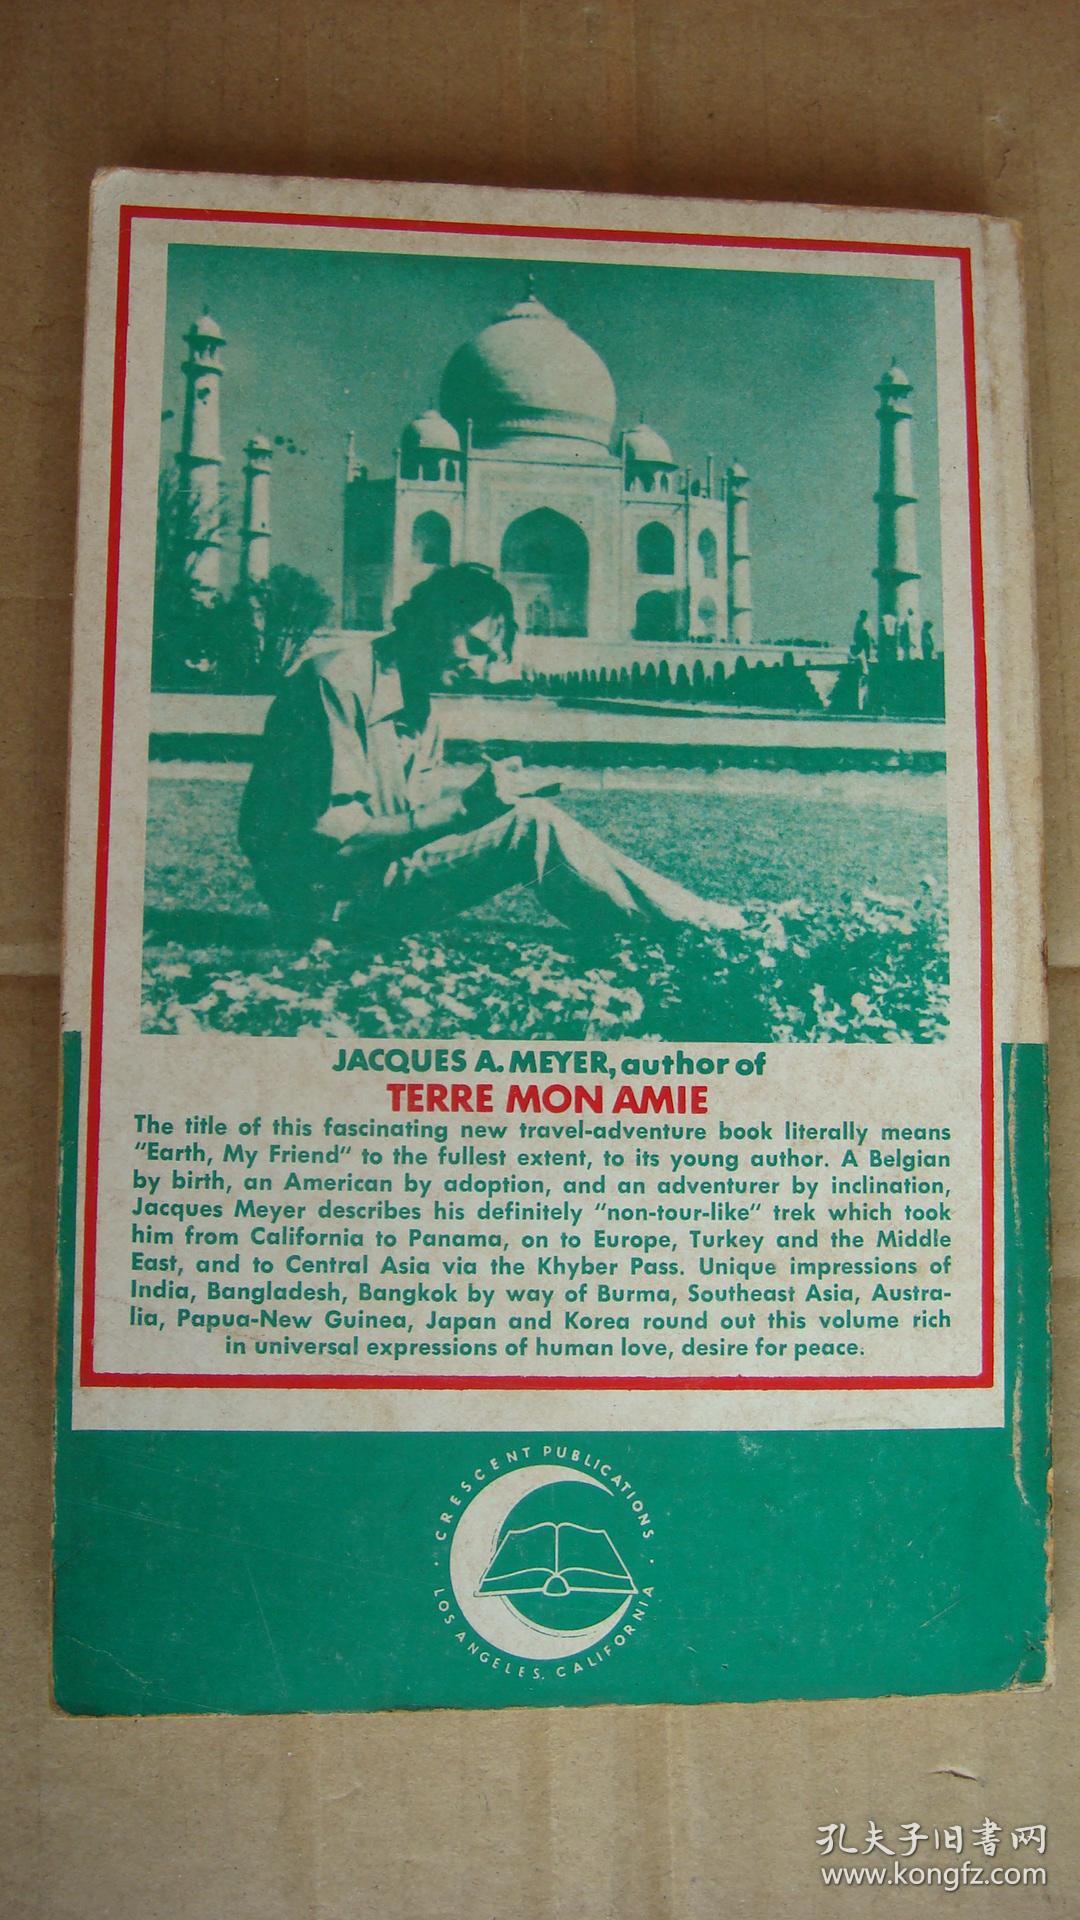 JACQUES A. MEYER, author of
TERRE MON AMIE
The title of this fascinating new travel-adventure book literally means
"Earth, My Friend" to the fullest extent, to its young author. A Belgian
by birth, an American by adoption, and an adventurer by inclination,
Jacques Meyer describes his definitely "non-tour-like" trek which took
him from California to Panama, on to Europe, Turkey and the Middle
East, and to Central Asia via the Khyber Pass. Unique impressions of
India, Bangladesh, Bangkok by way of Burma, Southeast Asia, Austra-
lia, Papua-New Guinea, Japan and Korea round out this volume rich
in universal expressions of human love, desire for peace.
· CRESCENT PUBLICATIONS ·
LOS ANGELES, CALIFORNIA
孔夫子旧書网
www.kongfz.com